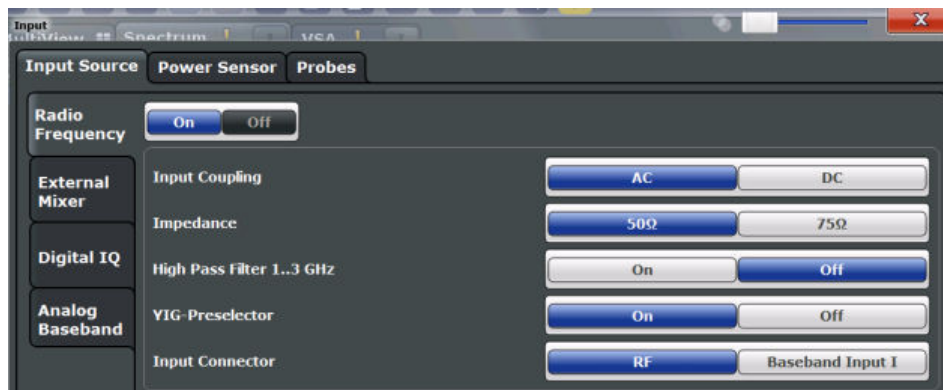 Input
MultiView Spectrum ! VSA !
X
Input Source Power Sensor Probes
Radio Frequency
On Off
External Mixer
Digital IQ
Analog Baseband
Input Coupling AC DC
Impedance 50Ω 75Ω
High Pass Filter 1..3 GHz On Off
YIG-Preselector On Off
Input Connector RF Baseband Input I